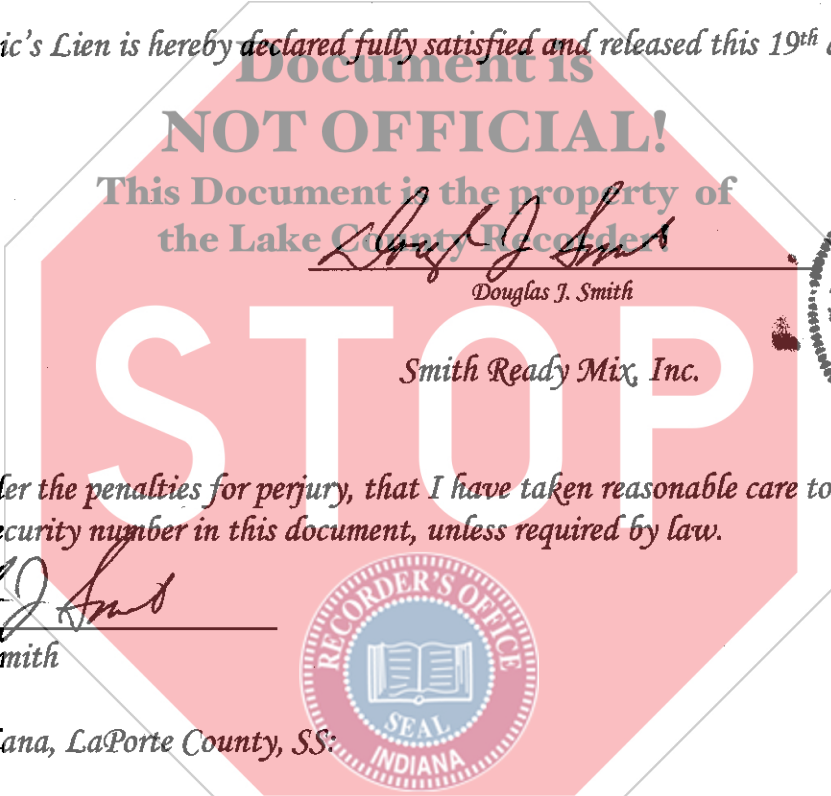 ic's Lien is hereby declared fully satisfied and released this 19th
Document is
NOT OFFICIAL!
This Document is the property of
the Lake County Recorder!
Douglas J. Smith
Smith Ready Mix, Inc.
STOP
er the penalties for perjury, that I have taken reasonable care to
ecurity number in this document, unless required by law.
J Smith
mith
RECORDER'S OFFICE
SEAL
INDIANA
iana, LaPorte County, SS: